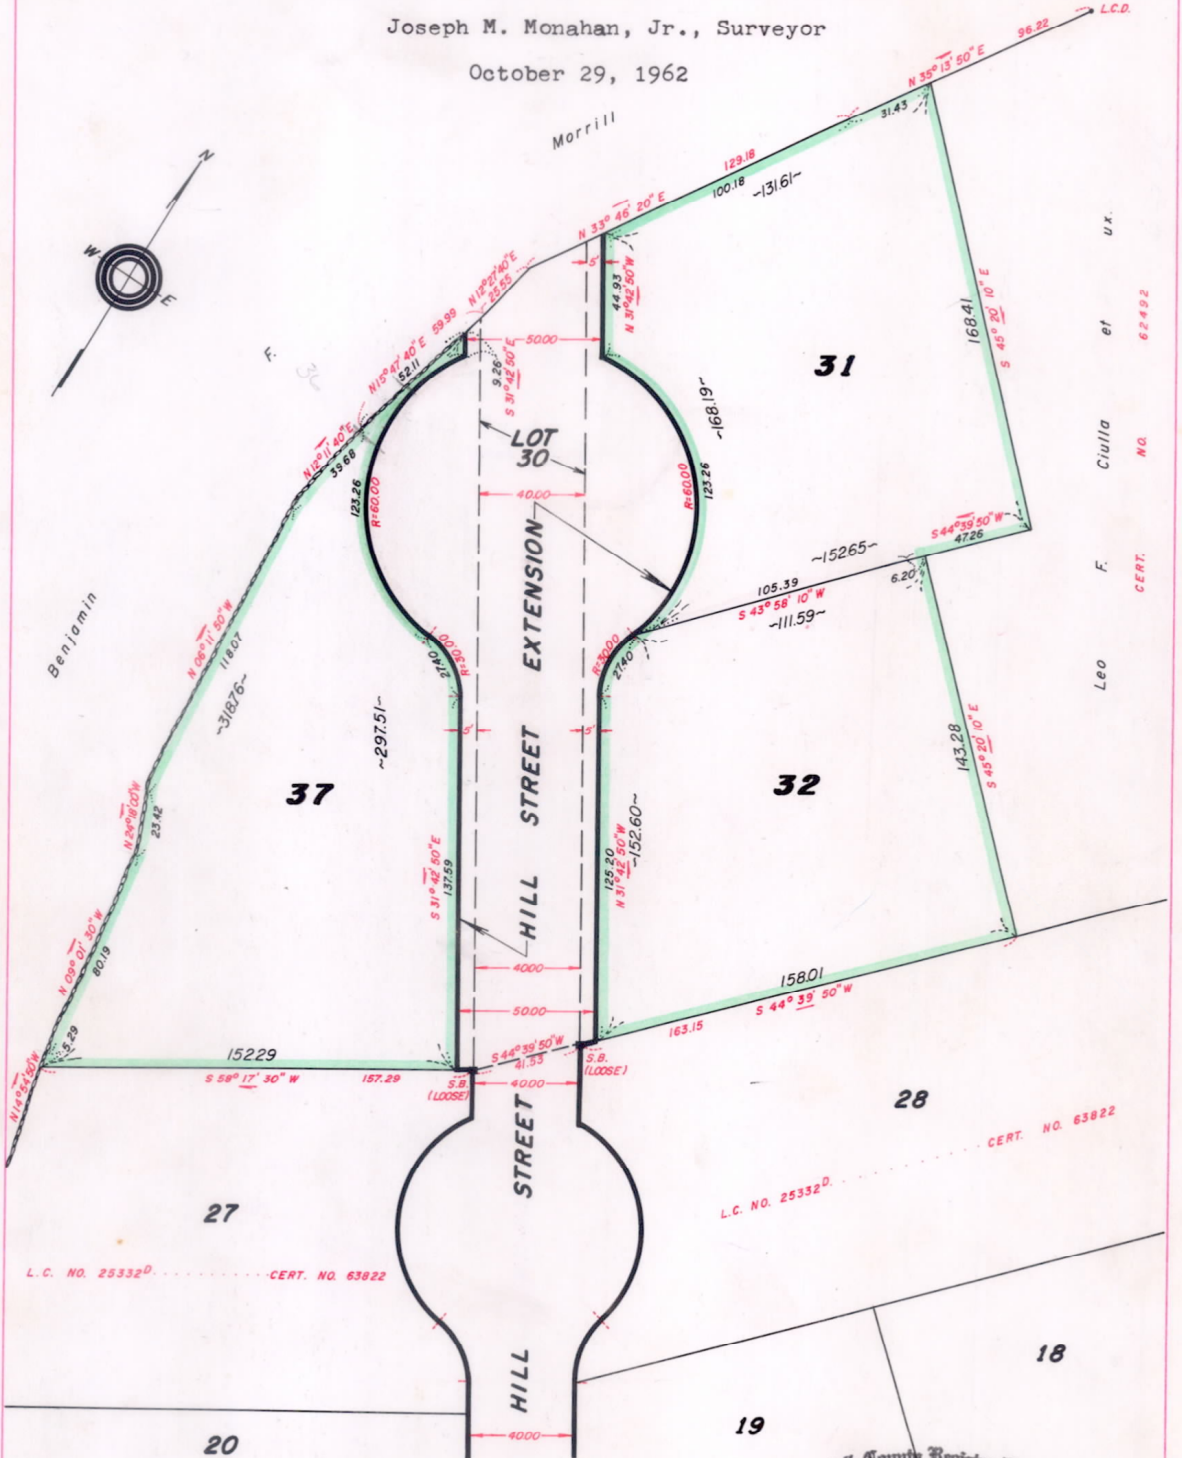 Joseph M. Monahan, Jr., Surveyor
October 29, 1962
L.C.D.
96.22
N 35° 13' 50" E
31.43
Morrill
129.18
100.18
~131.61~
N 33° 46' 20" E
5'
44.93
N 31° 42' 50" W
N
W
E
N 12° 27' 40" E
25.55
59.99
N 15° 47' 40" E
52.11
50.00
9.26
S 31° 42' 50" E
F.
31
168.41
S 45° 20' 10" E
~168.19~
LOT
30
N 12° 11' 40" E
39.68
123.26
R=60.00
40.00
R=60.00
123.26
S 44° 39' 50" W
47.26
~152.65~
6.20
105.39
S 43° 58' 10" W
~111.59~
Leo F. Ciulla et ux.
CERT. NO. 62492
Benjamin
N 06° 11' 50" W
118.07
~318.76~
27.40
R=30.00
R=30.00
27.40
HILL STREET EXTENSION
~297.51~
5'
5'
143.28
S 45° 20' 10" E
37
32
N 24° 18' 00" W
23.42
S 31° 42' 50" E
137.59
125.20
N 31° 42' 50" W
~152.60~
N 09° 01' 30" W
80.19
40.00
158.01
S 44° 39' 50" W
163.15
50.00
5.29
N 14° 54' 50" W
152.29
S 58° 17' 30" W
157.29
S 44° 39' 50" W
41.53
S.B.
(LOOSE)
S.B.
(LOOSE)
40.00
28
CERT. NO. 63822
L.C. NO. 25332D
HILL STREET
27
L.C. NO. 25332D CERT. NO. 63822
18
19
20
40.00